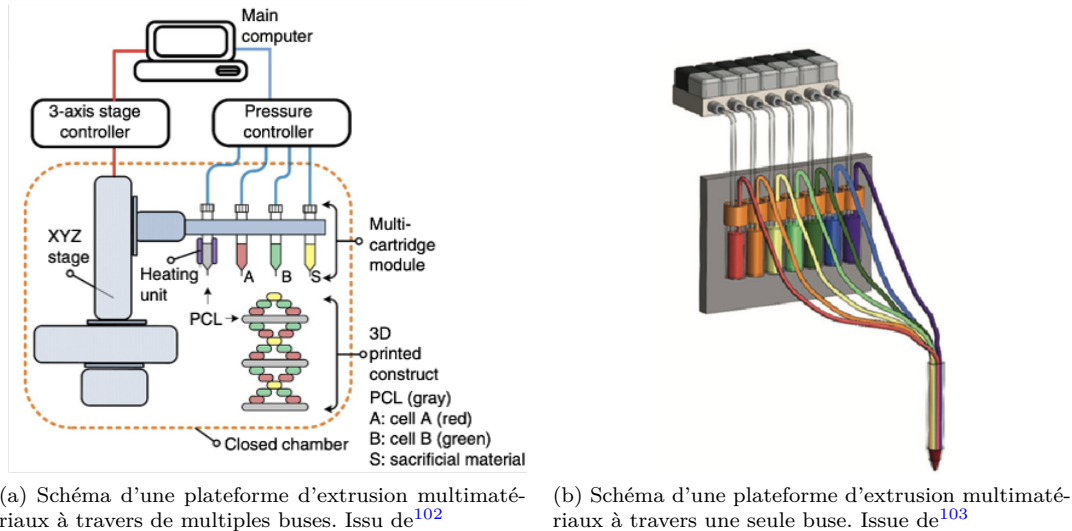 Main
computer
3-axis stage
controller
Pressure
controller
XYZ
stage
Heating
unit
A
B
S
Multi-
cartridge
module
PCL
3D
printed
construct
PCL (gray)
A: cell A (red)
B: cell B (green)
S: sacrificial material
Closed chamber
(a) Schéma d'une plateforme d'extrusion multimaté-
riaux à travers de multiples buses. Issu de102
(b) Schéma d'une plateforme d'extrusion multimaté-
riaux à travers une seule buse. Issue de103